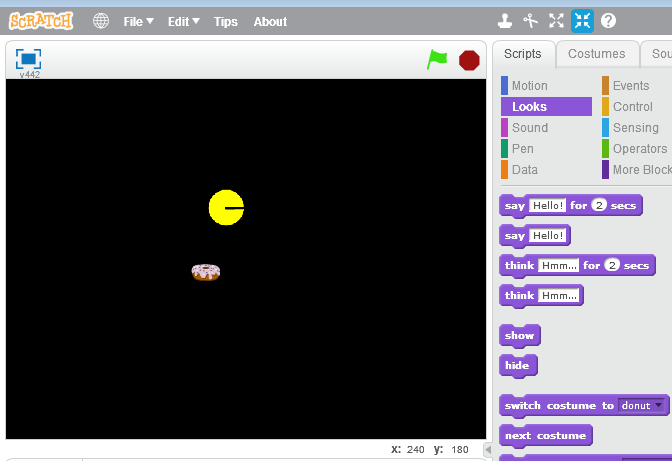 SCRATCH File Edit Tips About
v442
Scripts Costumes Sou
Motion Events
Looks Control
Sound Sensing
Pen Operators
Data More Block
say Hello! for 2 secs
say Hello!
think Hmm... for 2 secs
think Hmm...
show
hide
switch costume to donut
next costume
x: 240 y: 180